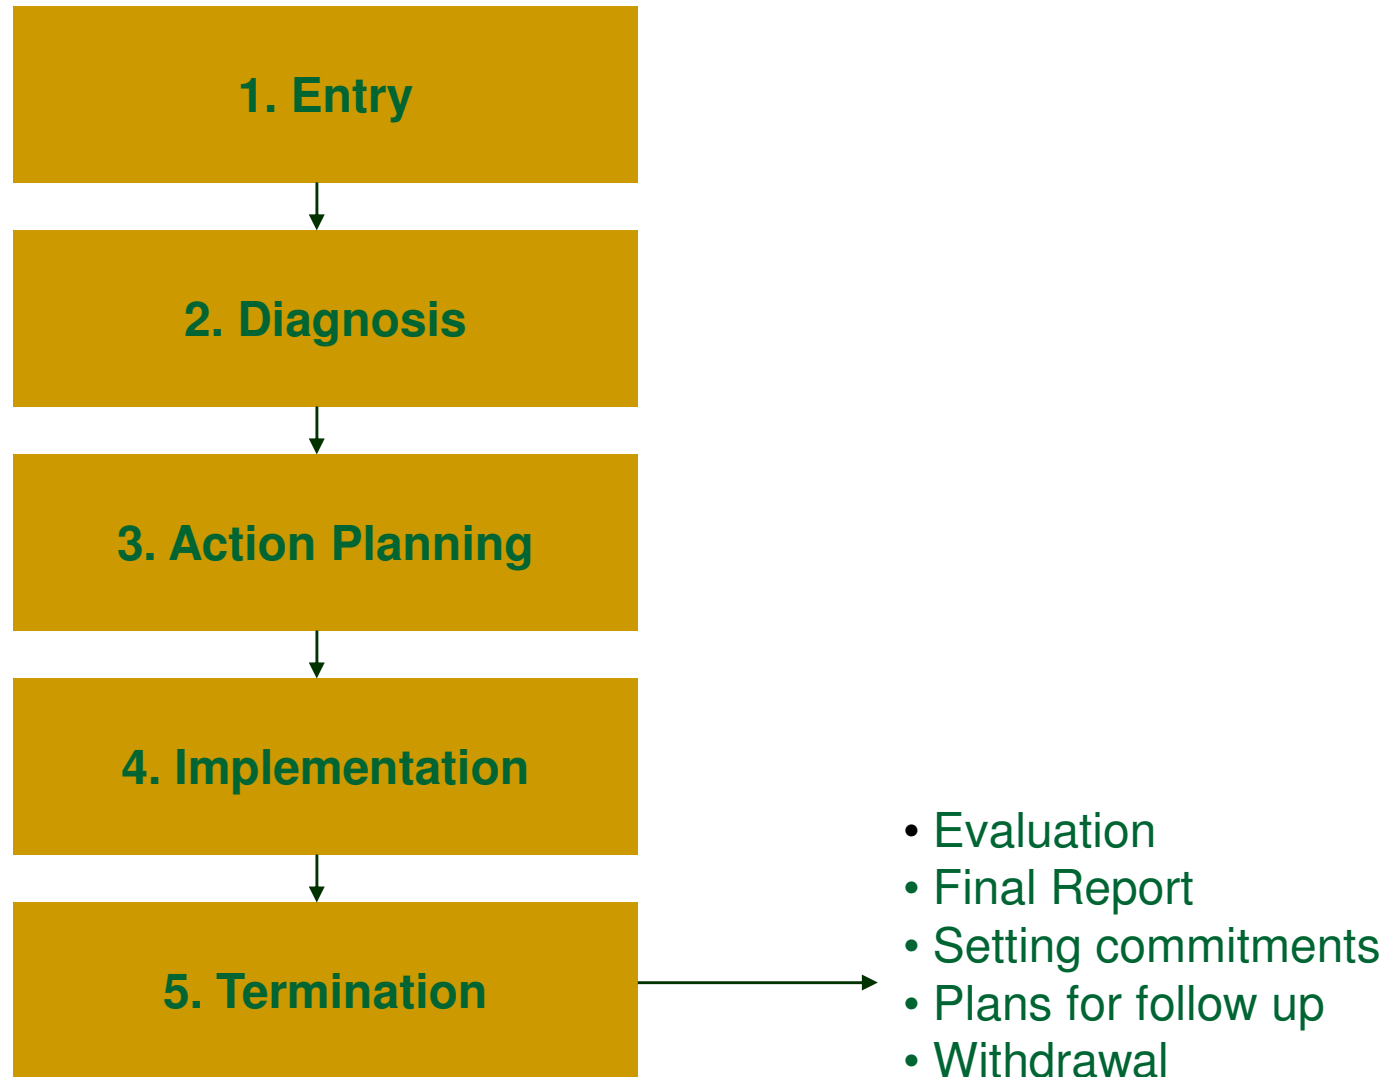 1. Entry
2. Diagnosis
3. Action Planning
4. Implementation
5. Termination
• Evaluation
• Final Report
• Setting commitments
• Plans for follow up
• Withdrawal